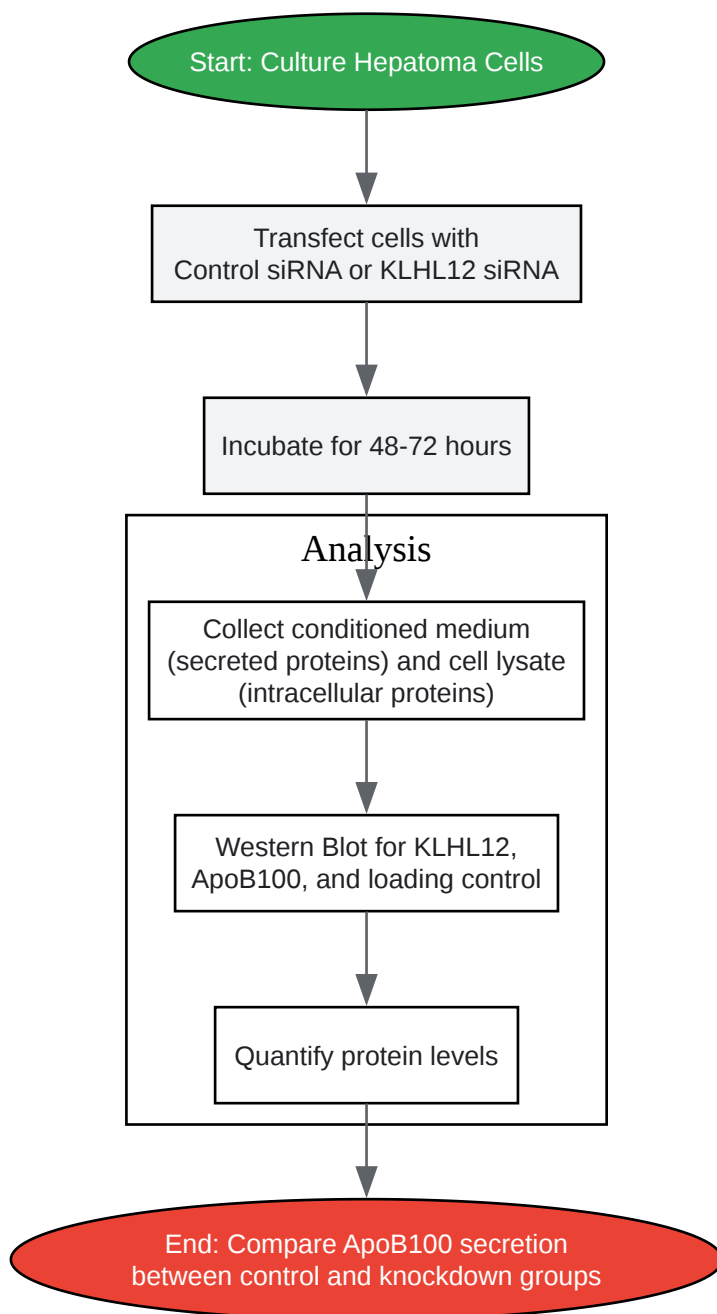 Start: Culture Hepatoma Cells
Transfect cells with
Control siRNA or KLHL12 siRNA
Incubate for 48-72 hours
Analysis
Collect conditioned medium
(secreted proteins) and cell lysate
(intracellular proteins)
Western Blot for KLHL12,
ApoB100, and loading control
Quantify protein levels
End: Compare ApoB100 secretion
between control and knockdown groups